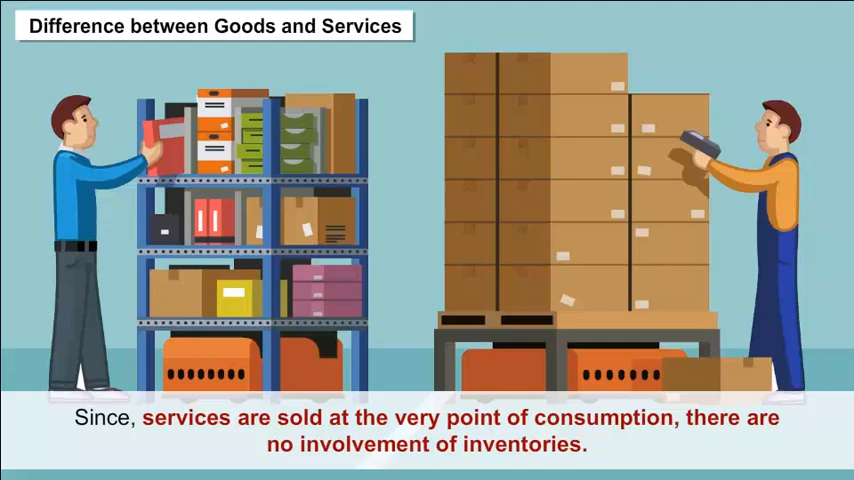 Difference between Goods and Services
Since, services are sold at the very point of consumption, there are
no involvement of inventories.